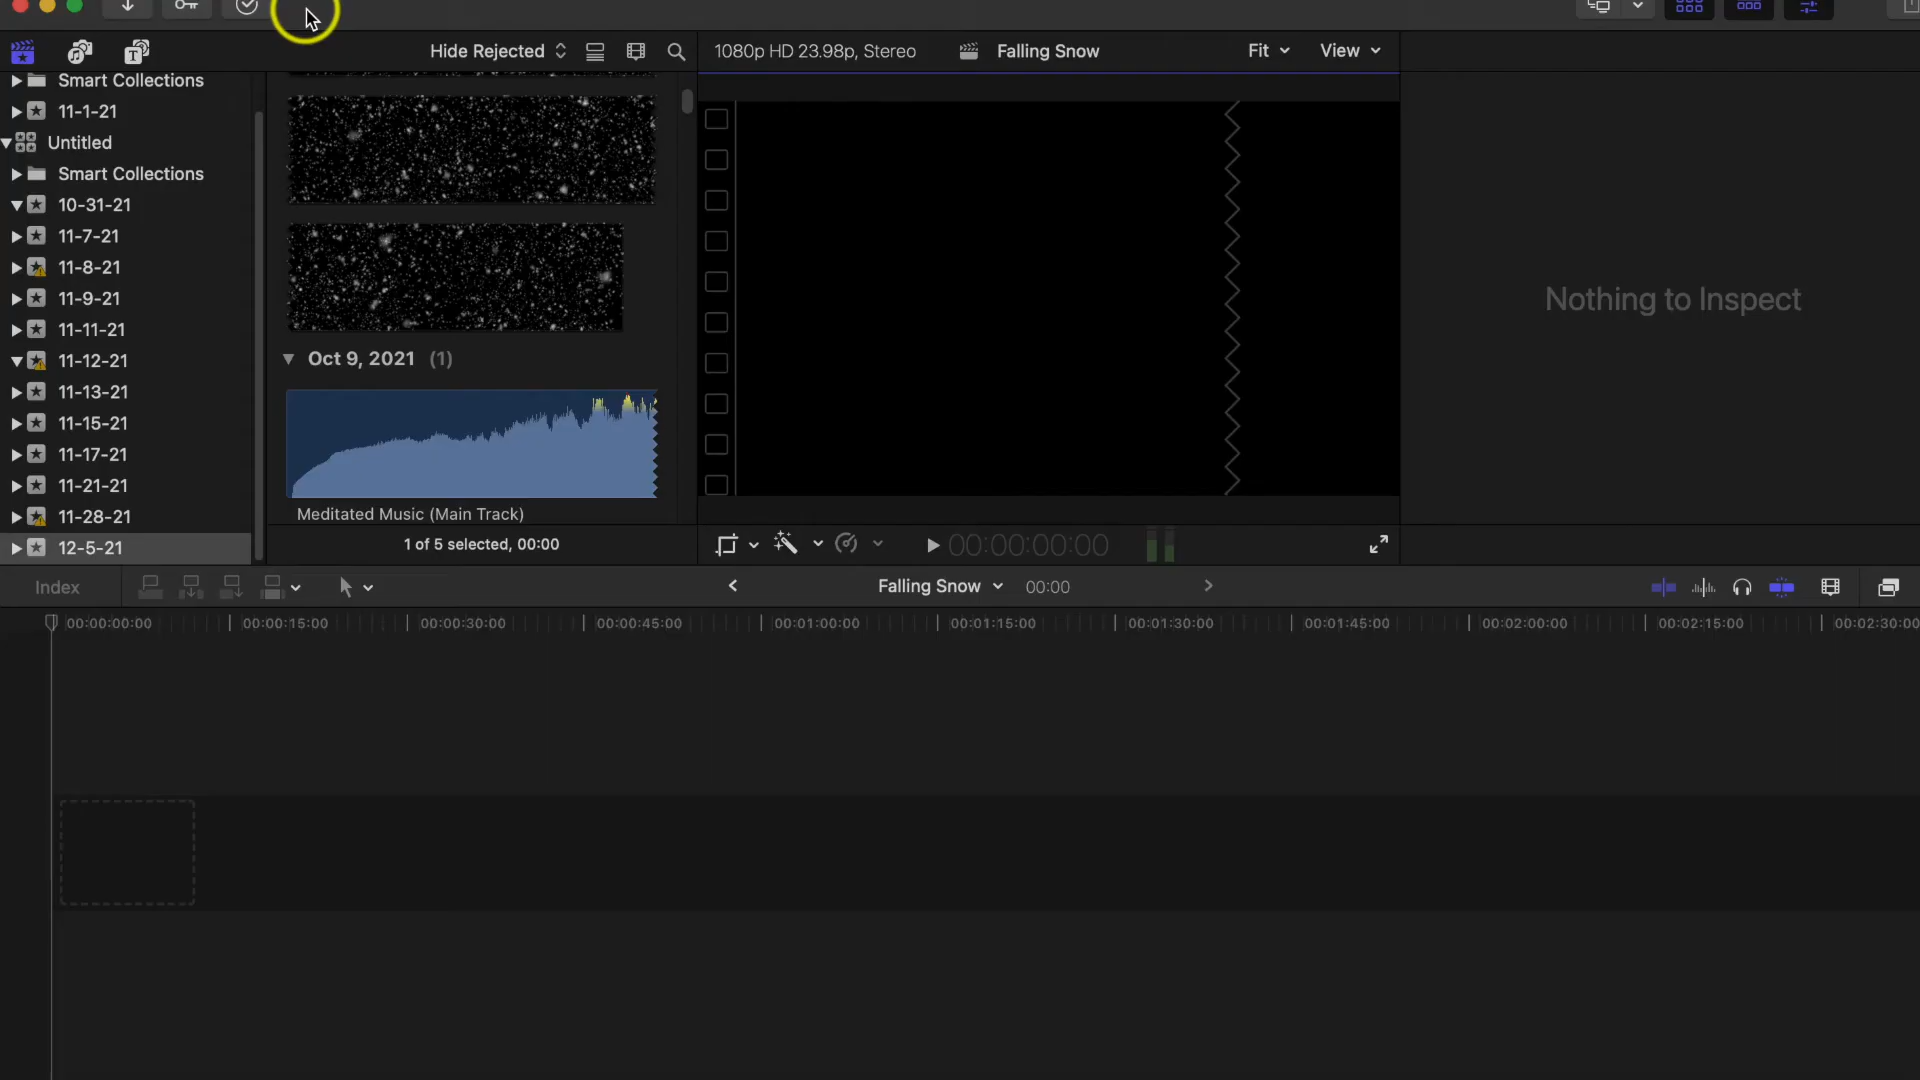 Hide Rejected
1080p HD 23.98p, Stereo
Falling Snow
Fit
View
Smart Collections
11-1-21
Untitled
Smart Collections
10-31-21
11-7-21
11-8-21
11-9-21
11-11-21
11-12-21
11-13-21
11-15-21
11-17-21
11-21-21
11-28-21
12-5-21
Oct 9, 2021 (1)
Meditated Music (Main Track)
1 of 5 selected, 00:00
Nothing to Inspect
00:00:00:00
Index
Falling Snow
00:00
00:00:00:00
00:00:15:00
00:00:30:00
00:00:45:00
00:01:00:00
00:01:15:00
00:01:30:00
00:01:45:00
00:02:00:00
00:02:15:00
00:02:30:00